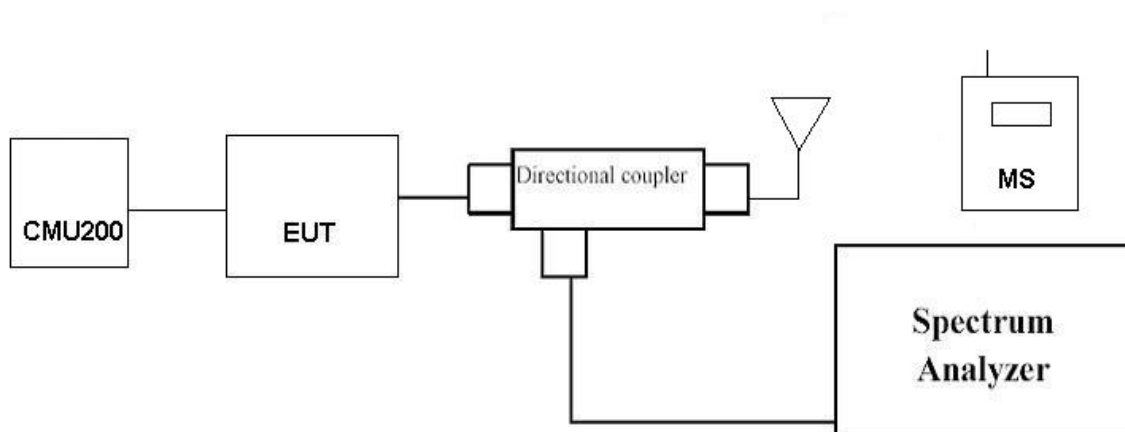 CMU200
EUT
Directional coupler
MS
Spectrum
Analyzer